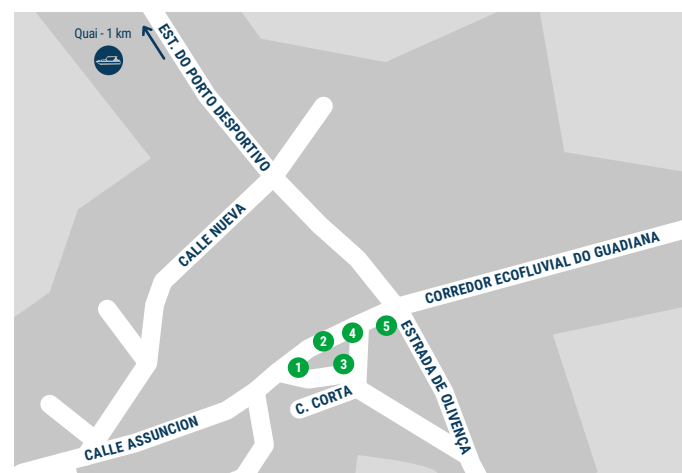 Quai - 1 km
EST. DO PORTO DESPORTIVO
CALLE NUEVA
CORREDOR ECOFLUVIAL DO GUADIANA
5
4
2
ESTRADA DE OLIVENÇA
1
3
C. CORTA
CALLE ASSUNCION